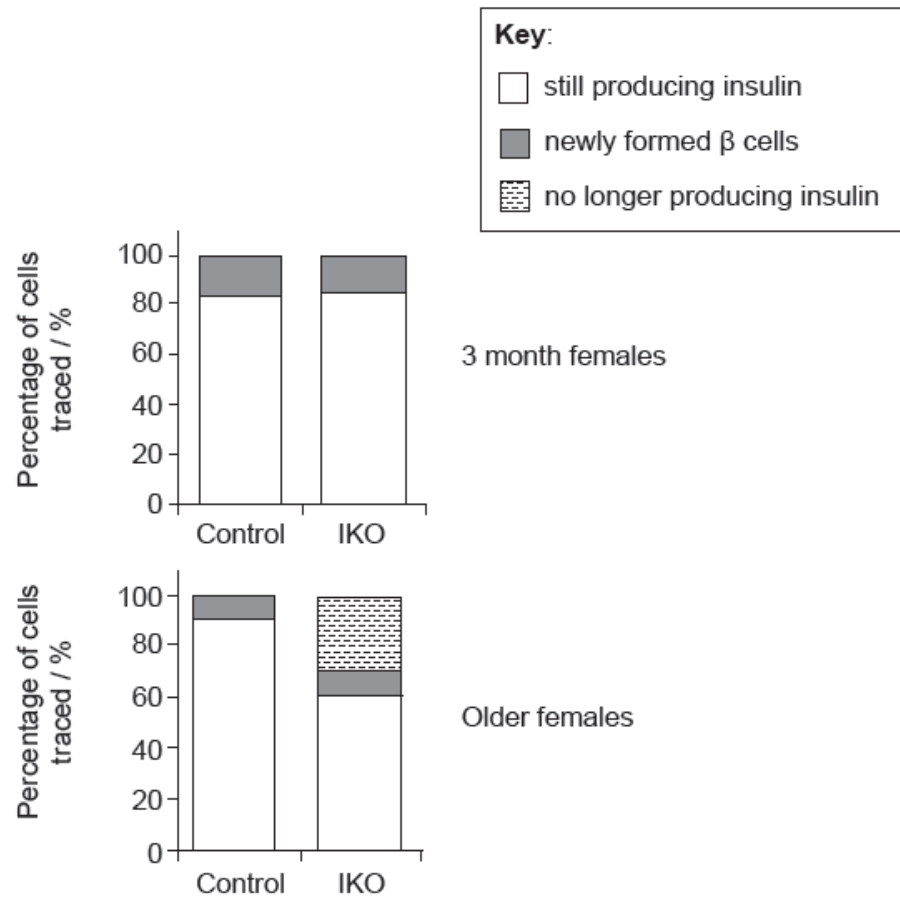 Key:
still producing insulin
newly formed β cells
no longer producing insulin
Percentage of cells
traced / %
100
80
60
40
20
0
Control IKO
3 month females
Percentage of cells
traced / %
100
80
60
40
20
0
Control IKO
Older females